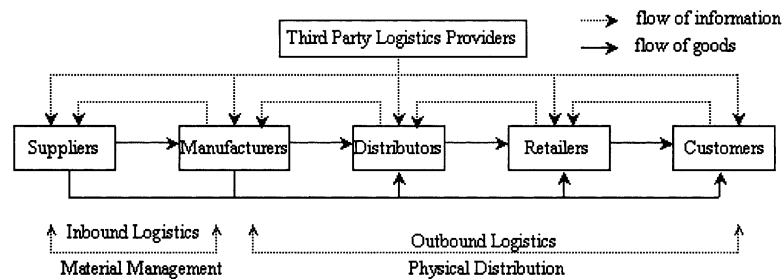 flow of information
Third Party Logistics Providers
flow of goods
Suppliers
Manufacturers
Distributors
Retailers
Customers
Inbound Logistics
Outbound Logistics
Material Management
Physical Distribution